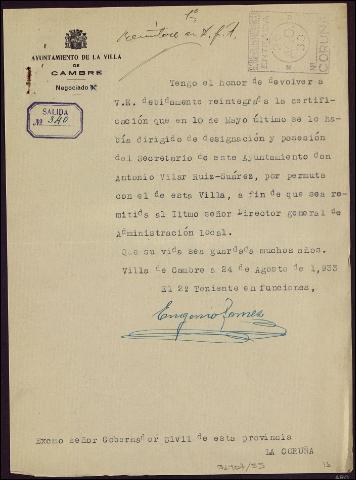 1º
AYUNTAMIENTO DE LA VILLA
DE
CAMBRE
Negociado
SALIDA
Nº 340
CORUÑA
Tengo el honor de devolver a
V.E. debidamente reintegrada la certifi-
cación que en 10 de Mayo último se le ha-
bía dirigido de designación y posesión
del Secretario de este Ayuntamiento don
Antonio Vilar Ruiz-Suárez, por permuta
con el de esta Villa, a fin de que sea re-
mitida al Iltmo señor Director general de
Administración Local.
Que su vida sea guardada muchos años.
Villa de Cambre a 24 de Agosto de 1,933
El 2º Teniente en funciones,
Eugenio
Excmo señor Gobernador civil de esta provincia
LA CORUÑA
13